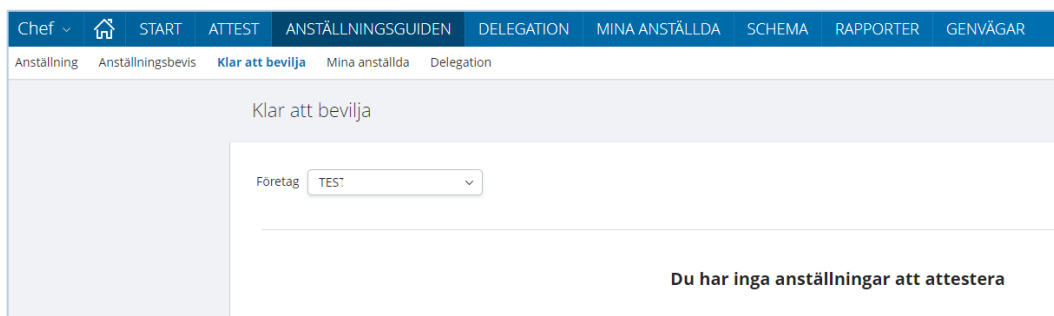 Chef START ATTEST ANSTÄLLNINGSGUIDEN DELEGATION MINA ANSTÄLLDA SCHEMA RAPPORTER GENVÄGAR
Anställning Anställningsbevis Klar att bevilja Mina anställda Delegation
Klar att bevilja
Företag TEST
Du har inga anställningar att attestera